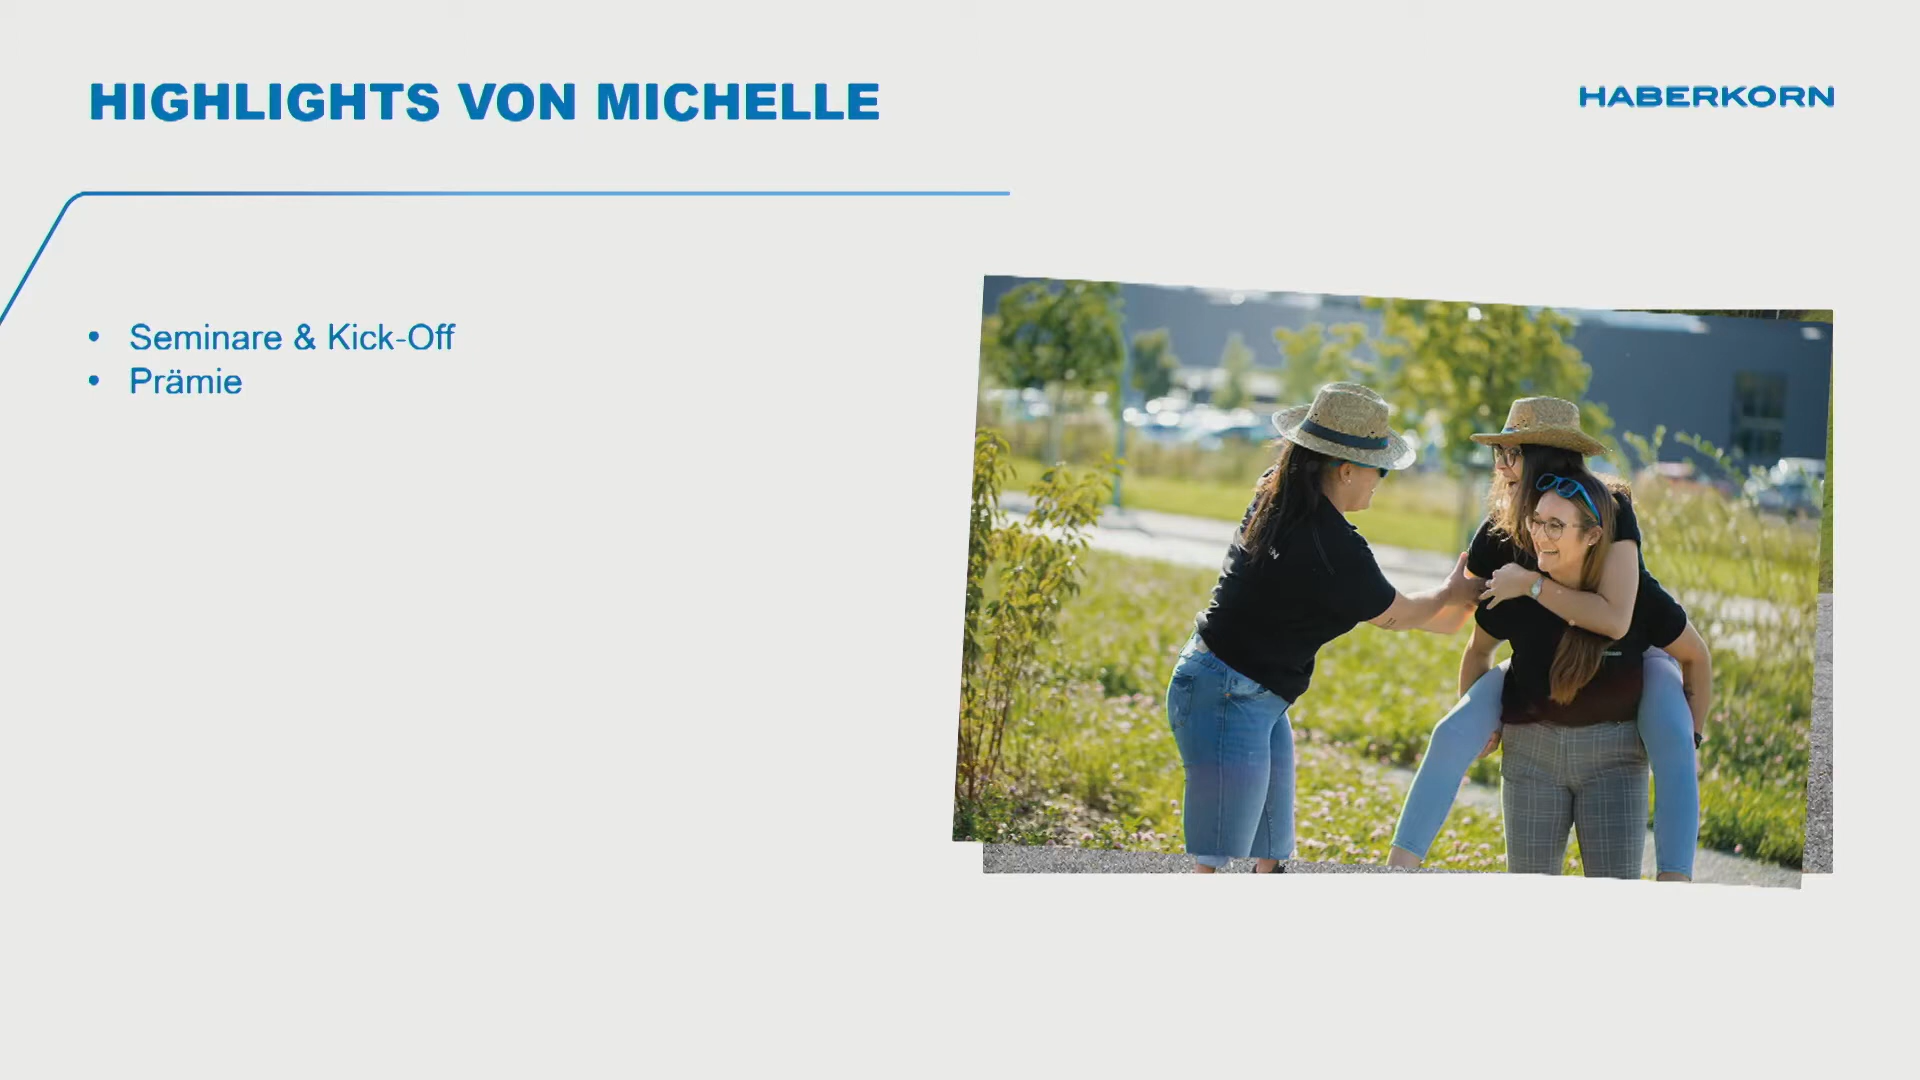 HIGHLIGHTS VON MICHELLE
HABERKORN
• Seminare & Kick-Off
• Prämie